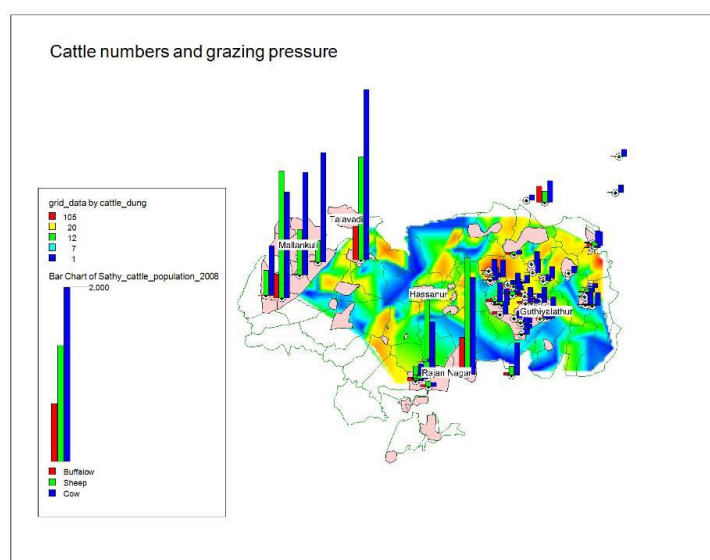 Cattle numbers and grazing pressure
grid_data by cattle_dung
105
20
12
7
1
Bar Chart of Sathy_cattle_population_2008
2,000
Buffalow
Sheep
Cow
Talavadi
Mallankuli
Hassanur
Guthiyalathur
Rajan Nagar